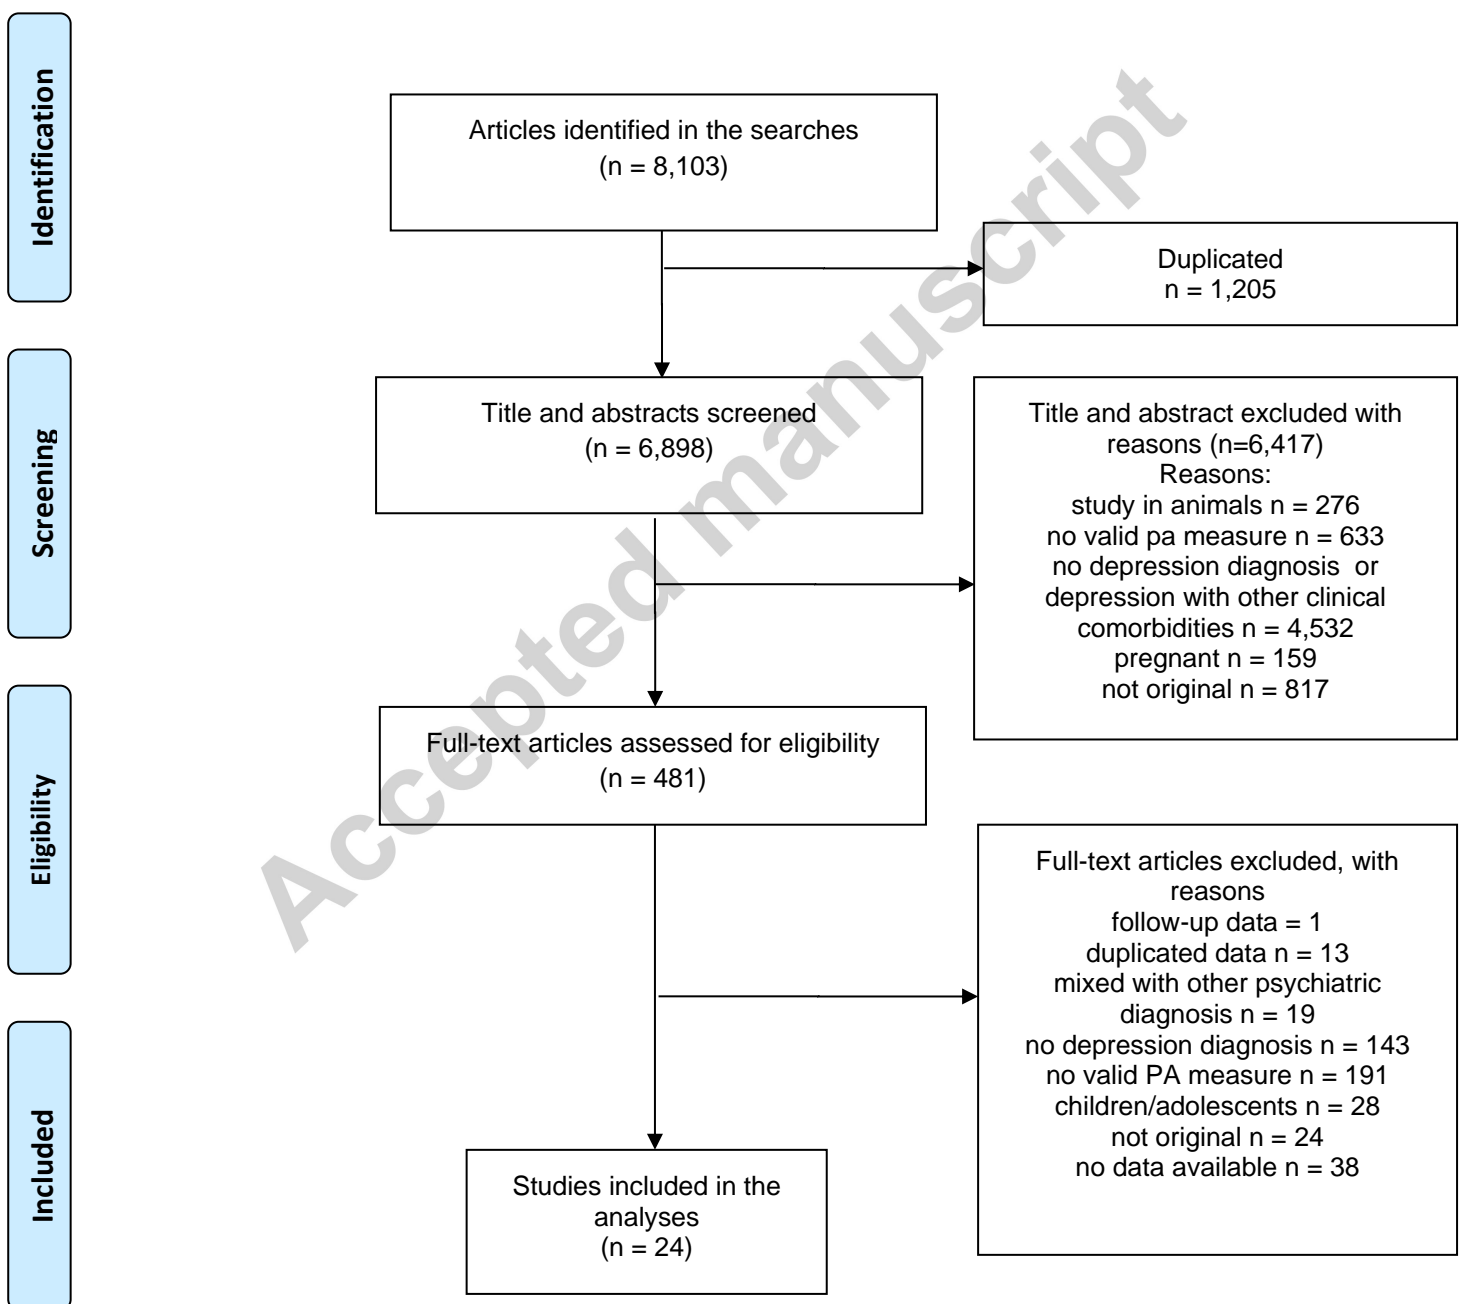 Identification
Articles identified in the searches
(n = 8,103)
Duplicated
n = 1,205
Screening
Title and abstracts screened
(n = 6,898)
Title and abstract excluded with
reasons (n=6,417)
Reasons:
study in animals n = 276
no valid pa measure n = 633
no depression diagnosis or
depression with other clinical
comorbidities n = 4,532
pregnant n = 159
not original n = 817
Eligibility
Full-text articles assessed for eligibility
(n = 481)
Full-text articles excluded, with
reasons
follow-up data = 1
duplicated data n = 13
mixed with other psychiatric
diagnosis n = 19
no depression diagnosis n = 143
no valid PA measure n = 191
children/adolescents n = 28
not original n = 24
no data available n = 38
Included
Studies included in the
analyses
(n = 24)
Accepted manuscript